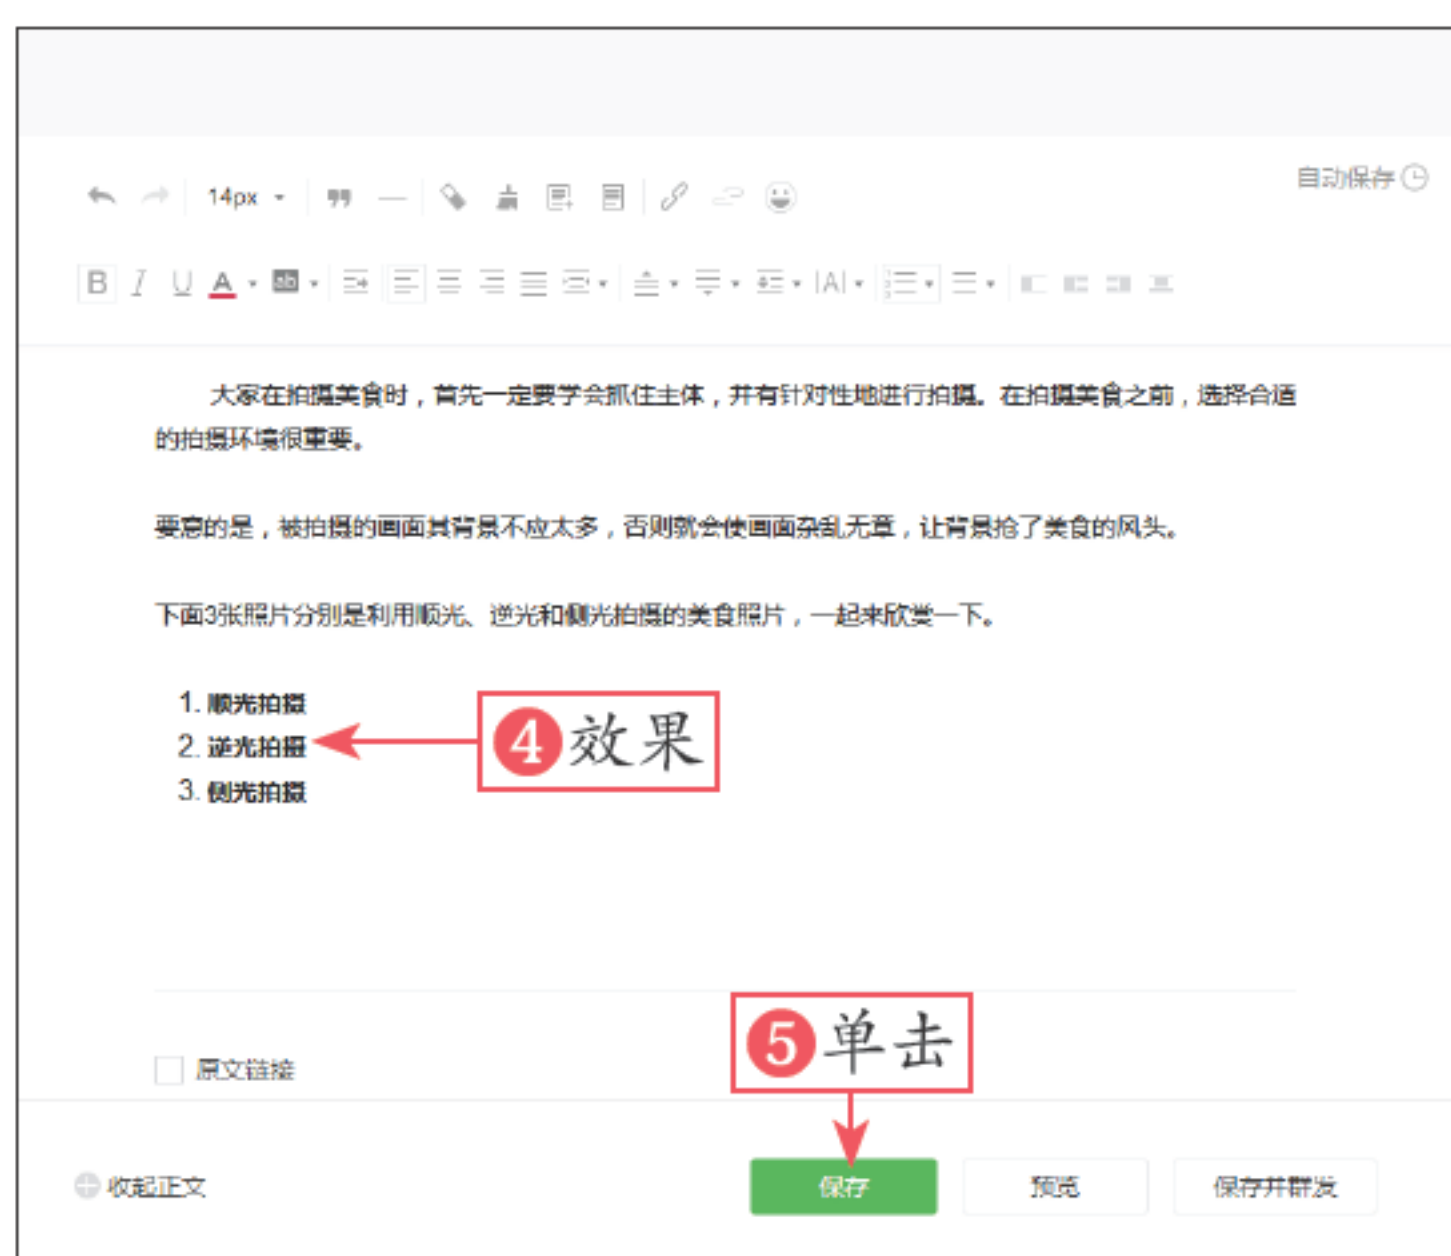 自动保存
14px
B I U A ab |A|
大家在拍摄美食时，首先一定要学会抓住主体，并有针对性地进行拍摄。在拍摄美食之前，选择合适
的拍摄环境很重要。
要意的是，被拍摄的画面其背景不应太多，否则就会使画面杂乱无章，让背景抢了美食的风头。
下面3张照片分别是利用顺光、逆光和侧光拍摄的美食照片，一起来欣赏一下。
1. 顺光拍摄
2. 逆光拍摄
3. 侧光拍摄
4 效果
5 单击
原文链接
收起正文
保存
预览
保存并群发